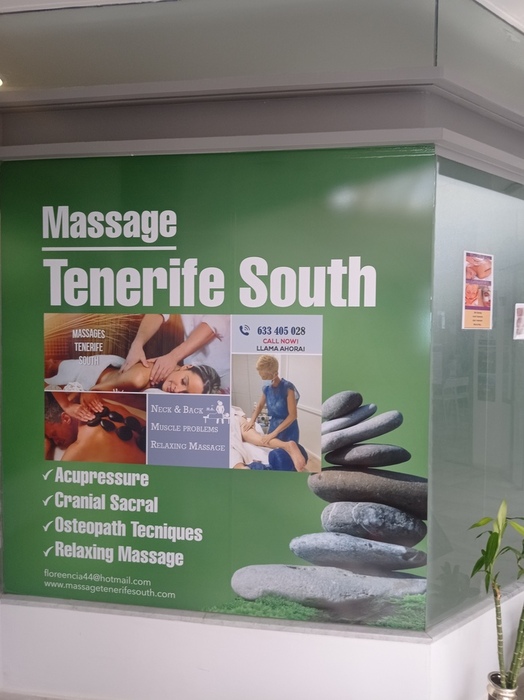 Massage
Tenerife South
MASSAGES
TENERIFE
SOUTH
633 405 028
CALL NOW!
LLAMA AHORA!
NECK & BACK
MUSCLE PROBLEMS
RELAXING MASSAGE
✓Acupressure
✓Cranial Sacral
✓Osteopath Tecniques
✓Relaxing Massage
floreencia44@hotmail.com
www.massagetenerifesouth.com